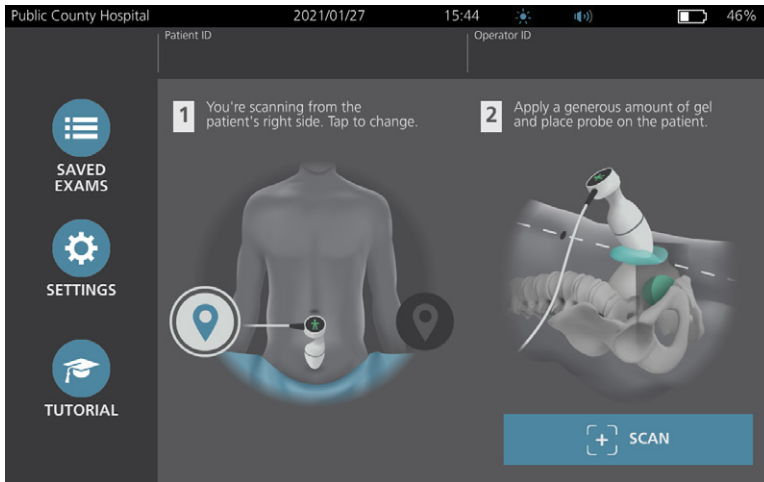 Public County Hospital 2021/01/27 15:44 46%
Patient ID
Operator ID
1 You're scanning from the
patient's right side. Tap to change.
2 Apply a generous amount of gel
and place probe on the patient.
SAVED
EXAMS
SETTINGS
TUTORIAL
SCAN